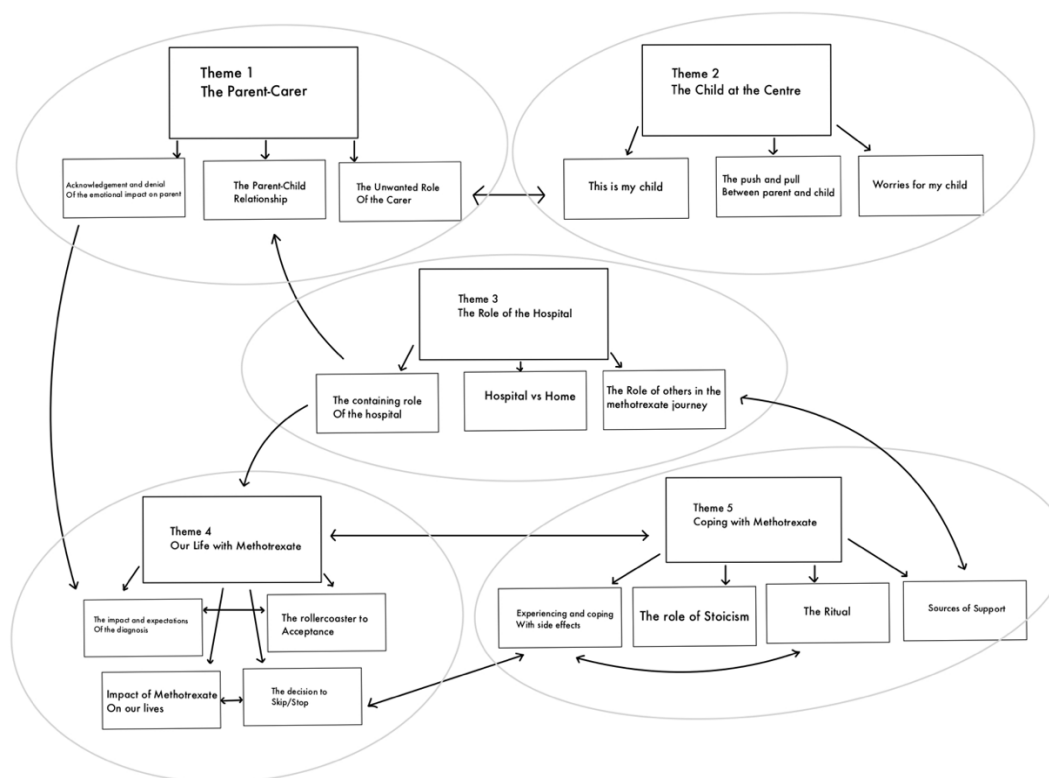 Theme 1
The Parent-Carer
Acknowledgement and denial
Of the emotional impact on parent
The Parent-Child
Relationship
The Unwanted Role
Of the Carer
Theme 2
The Child at the Centre
This is my child
The push and pull
Between parent and child
Worries for my child
Theme 3
The Role of the Hospital
The containing role
Of the hospital
Hospital vs Home
The Role of others in the
methotrexate journey
Theme 4
Our Life with Methotrexate
The impact and expectations
Of the diagnosis
The rollercoaster to
Acceptance
Impact of Methotrexate
On our lives
The decision to
Skip/Stop
Theme 5
Coping with Methotrexate
Experiencing and coping
With side effects
The role of Stoicism
The Ritual
Sources of Support